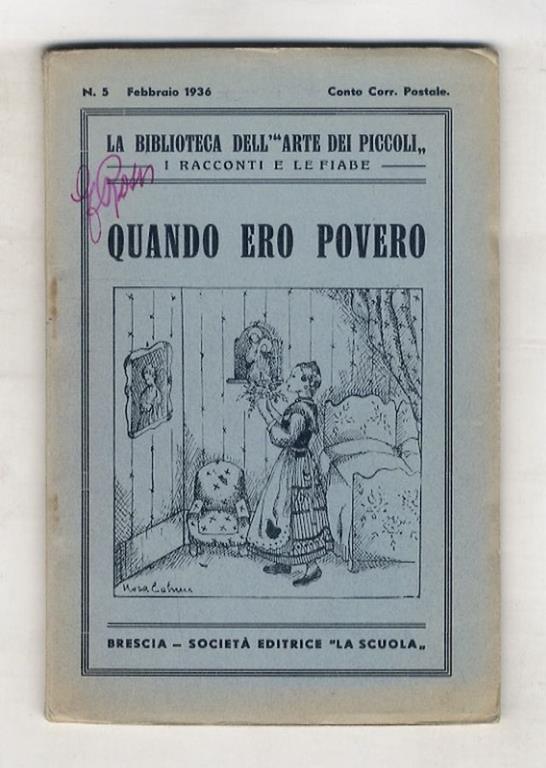 N. 5 Febbraio 1936 Conto Corr. Postale.
LA BIBLIOTECA DELL'“ARTE DEI PICCOLI„
I RACCONTI E LE FIABE
QUANDO ERO POVERO
BRESCIA – SOCIETÀ EDITRICE "LA SCUOLA„